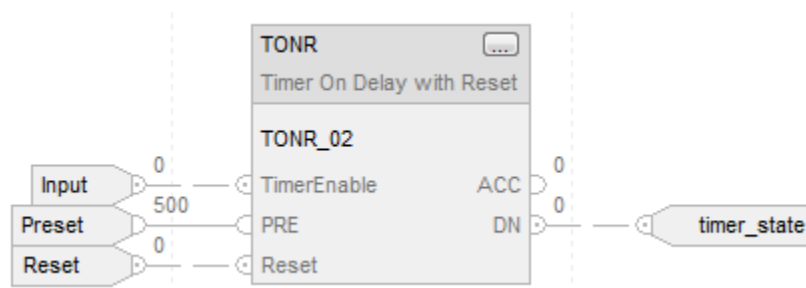 TONR
...
Timer On Delay with Reset
TONR_02
0
0
Input
TimerEnable
ACC
500
0
Preset
PRE
DN
timer_state
0
Reset
Reset